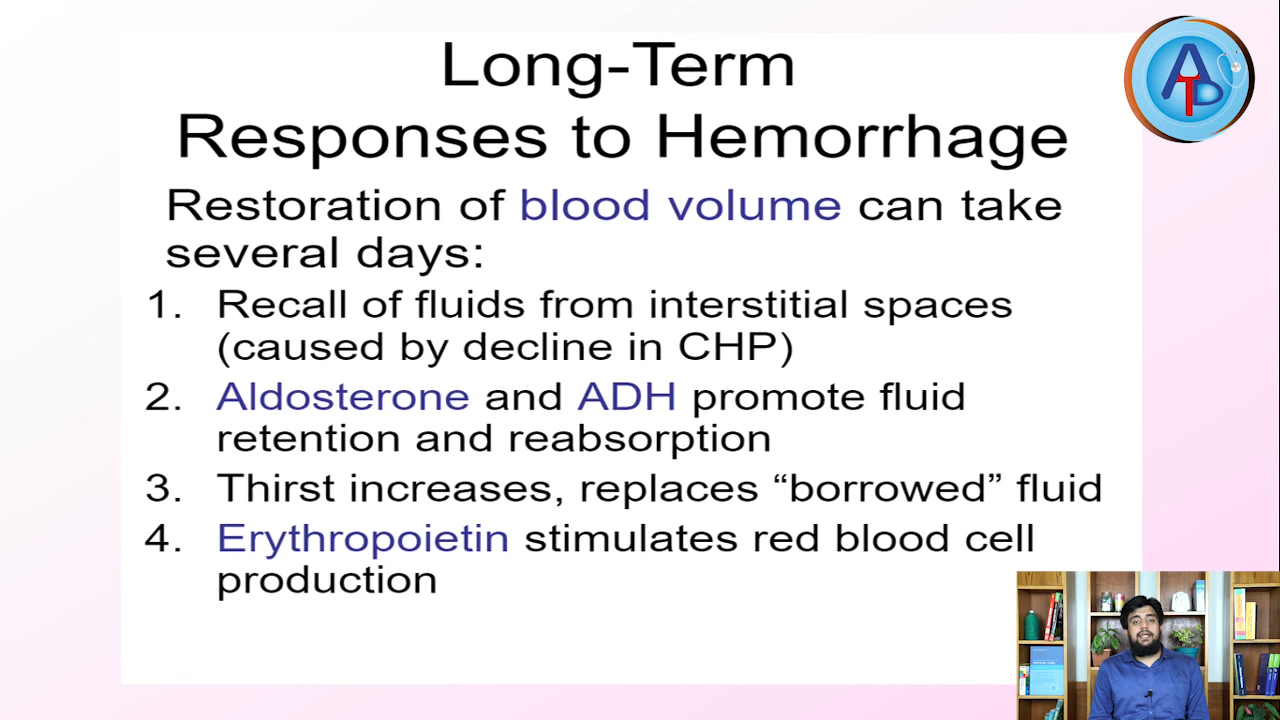 Long-Term
Responses to Hemorrhage
Restoration of blood volume can take
several days:
1. Recall of fluids from interstitial spaces
(caused by decline in CHP)
2. Aldosterone and ADH promote fluid
retention and reabsorption
3. Thirst increases, replaces “borrowed” fluid
4. Erythropoietin stimulates red blood cell
production
ATB